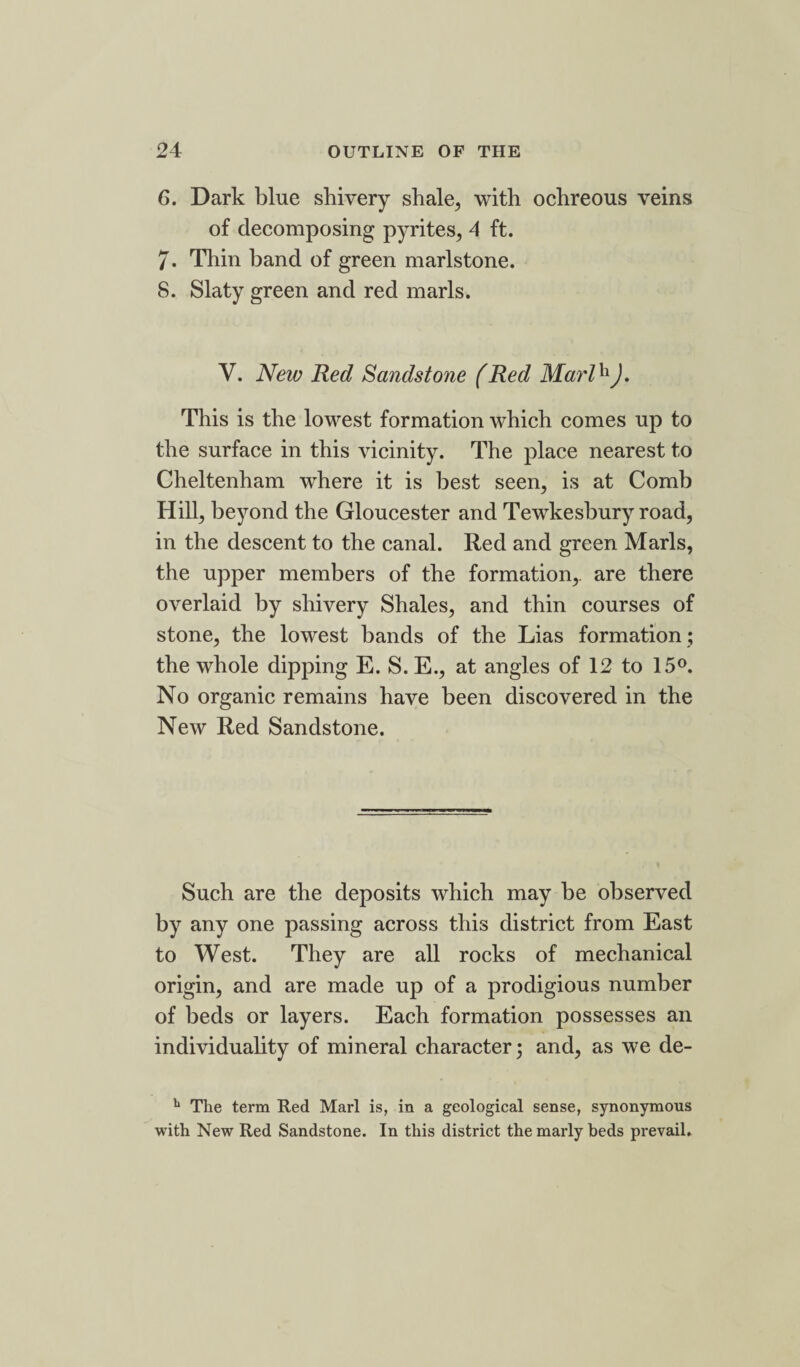 24 OUTLINE OF THE
6. Dark blue shivery shale, with ochreous veins
of decomposing pyrites, 4 ft.
7. Thin band of green marlstone.
8. Slaty green and red marls.
V. New Red Sandstone (Red Marlʰ).
This is the lowest formation which comes up to
the surface in this vicinity. The place nearest to
Cheltenham where it is best seen, is at Comb
Hill, beyond the Gloucester and Tewkesbury road,
in the descent to the canal. Red and green Marls,
the upper members of the formation, are there
overlaid by shivery Shales, and thin courses of
stone, the lowest bands of the Lias formation;
the whole dipping E. S. E., at angles of 12 to 15º.
No organic remains have been discovered in the
New Red Sandstone.
Such are the deposits which may be observed
by any one passing across this district from East
to West. They are all rocks of mechanical
origin, and are made up of a prodigious number
of beds or layers. Each formation possesses an
individuality of mineral character; and, as we de-
ʰ The term Red Marl is, in a geological sense, synonymous
with New Red Sandstone. In this district the marly beds prevail.